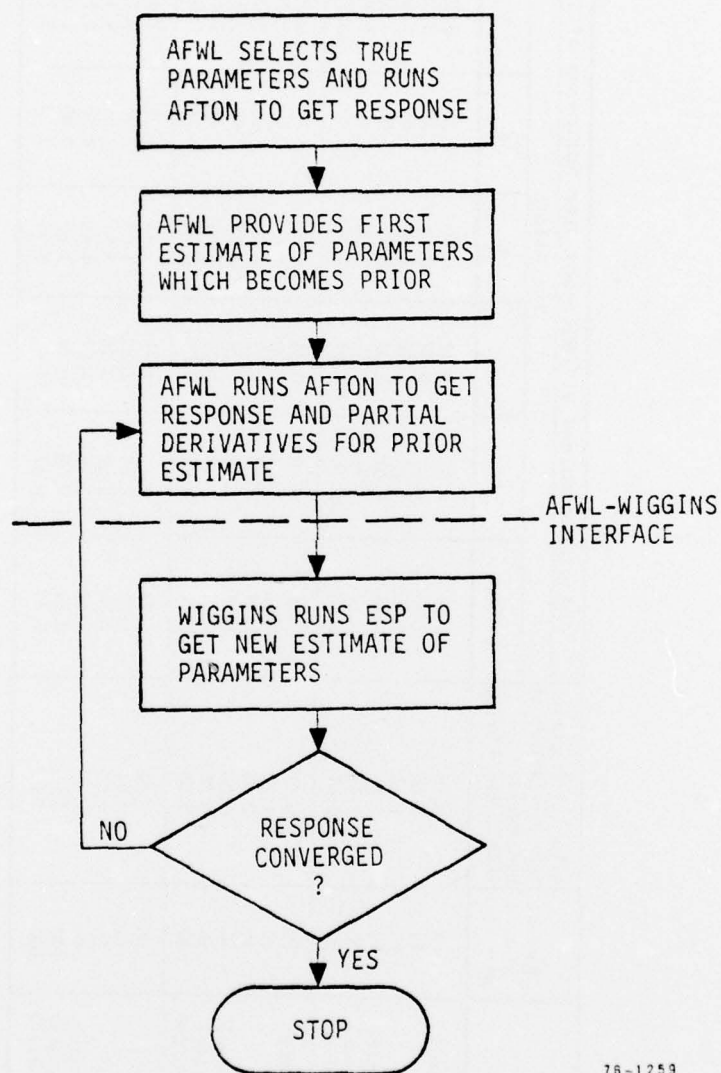 AFWL SELECTS TRUE
PARAMETERS AND RUNS
AFTON TO GET RESPONSE
AFWL PROVIDES FIRST
ESTIMATE OF PARAMETERS
WHICH BECOMES PRIOR
AFWL RUNS AFTON TO GET
RESPONSE AND PARTIAL
DERIVATIVES FOR PRIOR
ESTIMATE
AFWL-WIGGINS
INTERFACE
WIGGINS RUNS ESP TO
GET NEW ESTIMATE OF
PARAMETERS
NO
RESPONSE
CONVERGED
?
YES
STOP
76-1259